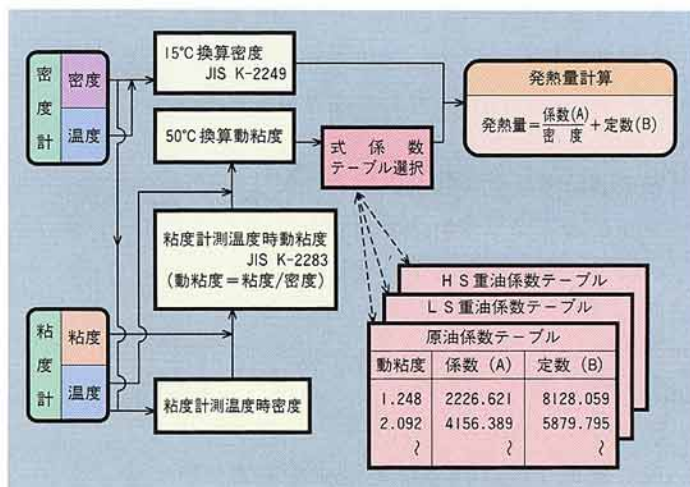 密度計
密度
温度
15℃換算密度
JIS K-2249
50℃換算動粘度
式係数
テーブル選択
発熱量計算
発熱量=係数(A)/密度+定数(B)
粘度計測温度時動粘度
JIS K-2283
(動粘度=粘度/密度)
粘度計
粘度
温度
粘度計測温度時密度
HS重油係数テーブル
LS重油係数テーブル
原油係数テーブル
動粘度 係数(A) 定数(B)
1.248 2226.621 8128.059
2.092 4156.389 5879.795
〜 〜 〜